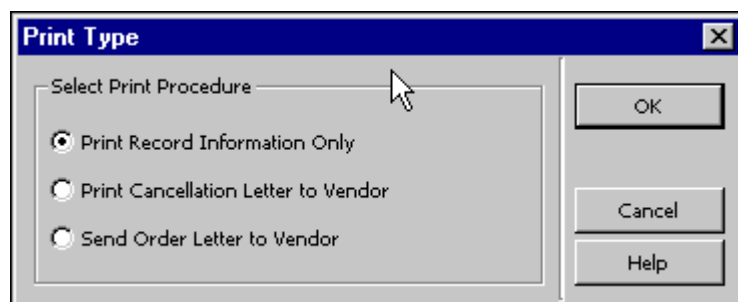 Print Type
Select Print Procedure
OK
Print Record Information Only
Print Cancellation Letter to Vendor
Cancel
Send Order Letter to Vendor
Help